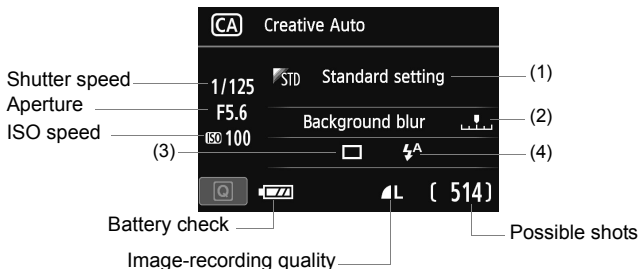 CA Creative Auto
Shutter speed 1/125 STD Standard setting (1)
Aperture F5.6
Background blur (2)
ISO speed ISO 100
(3) A (4)
Q L ( 514)
Battery check
Possible shots
Image-recording quality